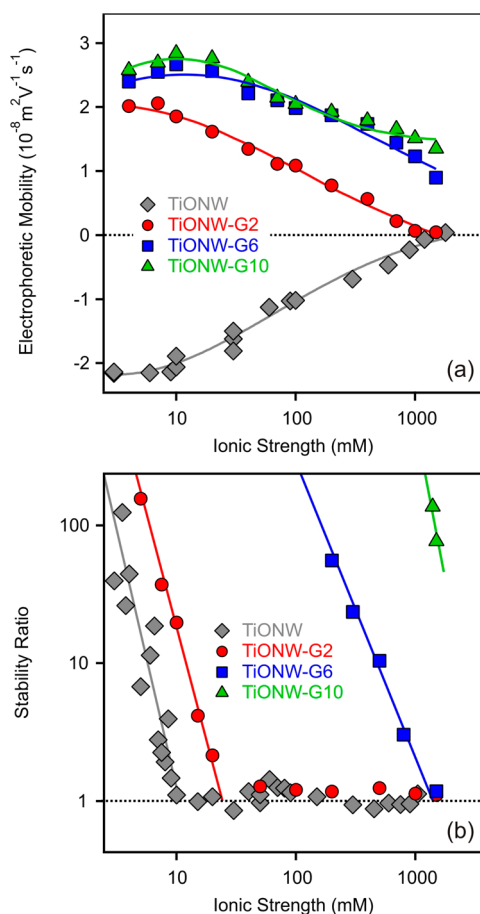 3
2
1
0
-1
-2
Electrophoretic Mobility (10⁻⁸m²V⁻¹s⁻¹)
TiONW
TiONW-G2
TiONW-G6
TiONW-G10
(a)
10
100
1000
Ionic Strength (mM)
100
10
1
Stability Ratio
TiONW
TiONW-G2
TiONW-G6
TiONW-G10
(b)
10
100
1000
Ionic Strength (mM)